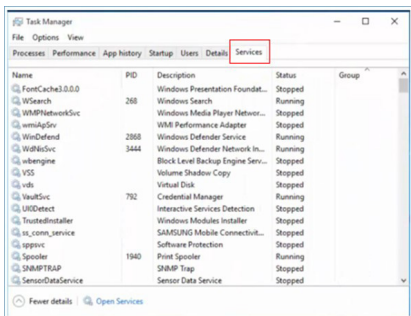 Task Manager
File Options View
Processes Performance App history Startup Users Details Services
Name PID Description Status Group
FontCache3.0.0.0 Windows Presentation Foundat... Stopped
WSearch 268 Windows Search Running
WMPNetworkSvc Windows Media Player Networ... Stopped
wmiApSrv WMI Performance Adapter Stopped
WinDefend 2868 Windows Defender Service Running
WdNisSvc 3444 Windows Defender Network In... Running
wbengine Block Level Backup Engine Serv... Stopped
VSS Volume Shadow Copy Stopped
vds Virtual Disk Stopped
VaultSvc 792 Credential Manager Running
UI0Detect Interactive Services Detection Stopped
TrustedInstaller Windows Modules Installer Stopped
ss_conn_service SAMSUNG Mobile Connectivit... Stopped
sppsvc Software Protection Stopped
Spooler 1940 Print Spooler Running
SNMPTRAP SNMP Trap Stopped
SensorDataService Sensor Data Service Stopped
Fewer details Open Services